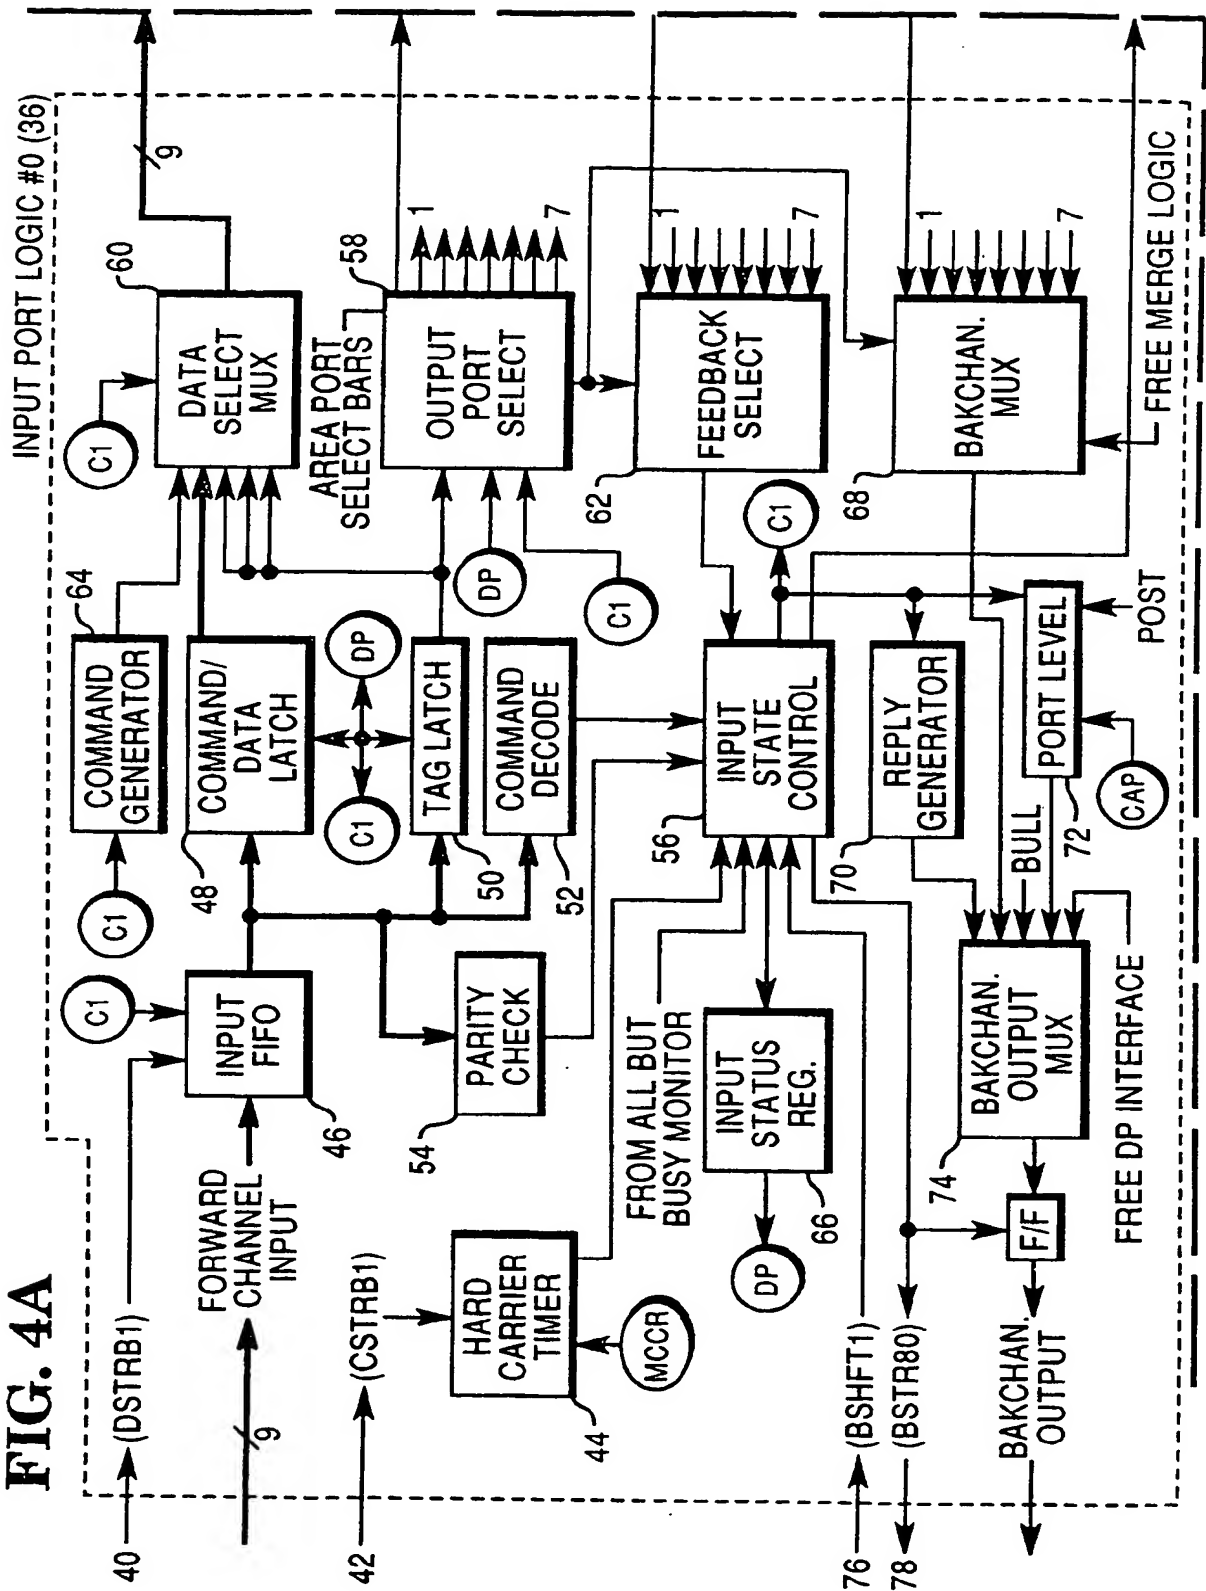 FIG. 4A
INPUT PORT LOGIC #0 (36)
40
(DSTRB1)
9
FORWARD
CHANNEL
INPUT
C1
INPUT
FIFO
46
C1
COMMAND
GENERATOR
64
COMMAND/
DATA
LATCH
48
C1
DP
TAG LATCH
50
COMMAND
DECODE
52
PARITY
CHECK
54
C1
DATA
SELECT
MUX
60
9
AREA PORT
SELECT BARS
OUTPUT
PORT
SELECT
58
1
7
DP
C1
42
(CSTRB1)
HARD
CARRIER
TIMER
44
MCCR
FROM ALL BUT
BUSY MONITOR
INPUT
STATUS
REG.
66
DP
INPUT
STATE
CONTROL
56
C1
FEEDBACK
SELECT
62
1
7
BAKCHAN.
MUX
68
1
7
FREE MERGE LOGIC
REPLY
GENERATOR
70
PORT LEVEL
72
POST
CAP
BULL
BAKCHAN.
OUTPUT
MUX
74
FREE DP INTERFACE
F/F
76
(BSHFT1)
78
(BSTR80)
BAKCHAN.
OUTPUT